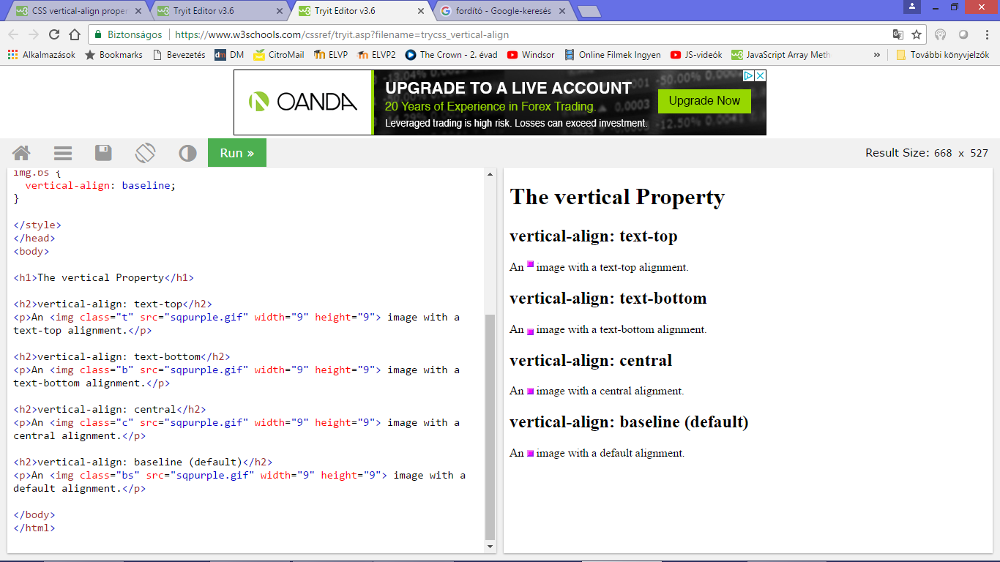 CSS vertical-align proper
Tryit Editor v3.6
Tryit Editor v3.6
fordító - Google-keresés
Biztonságos
https://www.w3schools.com/cssref/tryit.asp?filename=trycss_vertical-align
Alkalmazások
Bookmarks
Bevezetés
dm DM
CitroMail
ELVP
ELVP2
The Crown - 2. évad
Windsor
Online Filmek Ingyen
JS-videók
JavaScript Array Meth
»
További könyvjelzők
OANDA
UPGRADE TO A LIVE ACCOUNT
20 Years of Experience in Forex Trading.
Leveraged trading is high risk. Losses can exceed investment.
Upgrade Now
Run »
Result Size: 668 x 527
img.bs {
vertical-align: baseline;
}
</style>
</head>
<body>
<h1>The vertical Property</h1>
<h2>vertical-align: text-top</h2>
<p>An <img class="t" src="sqpurple.gif" width="9" height="9"> image with a
text-top alignment.</p>
<h2>vertical-align: text-bottom</h2>
<p>An <img class="b" src="sqpurple.gif" width="9" height="9"> image with a
text-bottom alignment.</p>
<h2>vertical-align: central</h2>
<p>An <img class="c" src="sqpurple.gif" width="9" height="9"> image with a
central alignment.</p>
<h2>vertical-align: baseline (default)</h2>
<p>An <img class="bs" src="sqpurple.gif" width="9" height="9"> image with a
default alignment.</p>
</body>
</html>
The vertical Property
vertical-align: text-top
An image with a text-top alignment.
vertical-align: text-bottom
An image with a text-bottom alignment.
vertical-align: central
An image with a central alignment.
vertical-align: baseline (default)
An image with a default alignment.